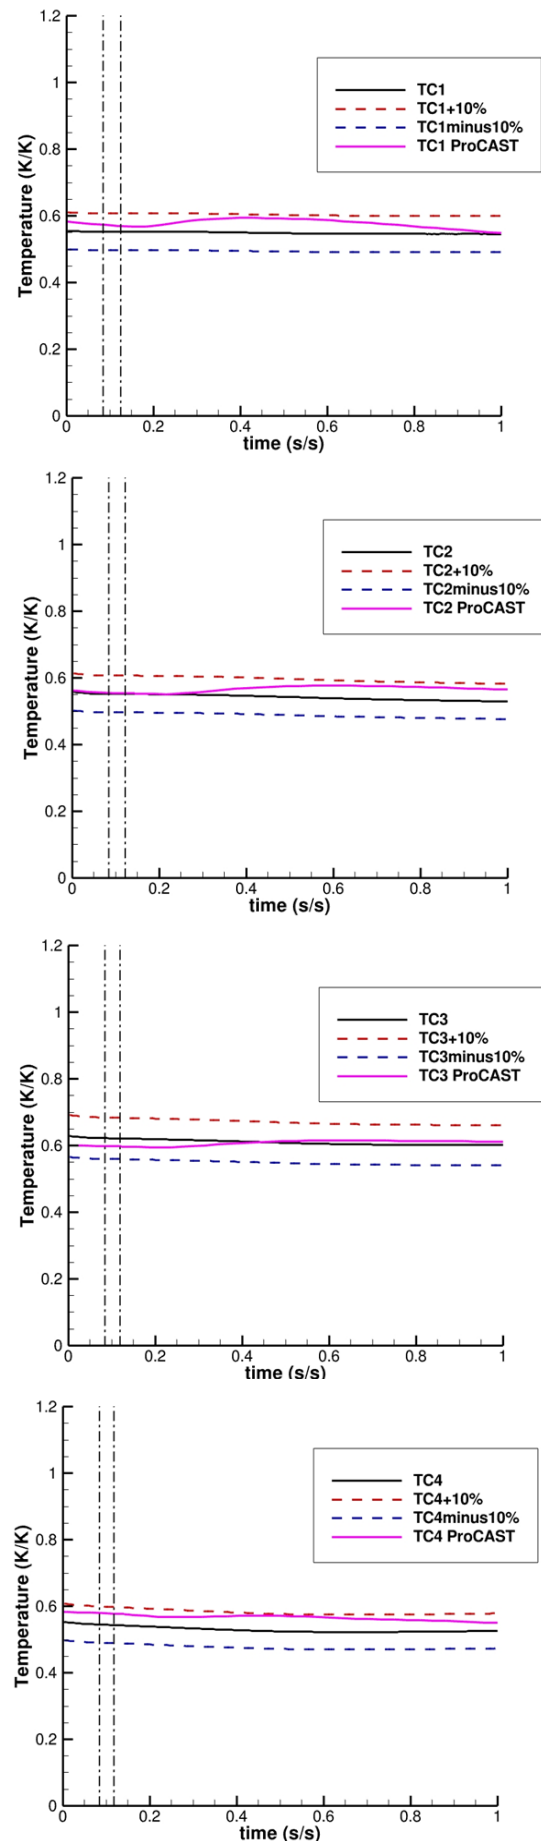 1.2
1
0.8
0.6
0.4
0.2
0
Temperature (K/K)
TC1
TC1+10%
TC1minus10%
TC1 ProCAST
0 0.2 0.4 0.6 0.8 1
time (s/s)
1.2
1
0.8
0.6
0.4
0.2
0
Temperature (K/K)
TC2
TC2+10%
TC2minus10%
TC2 ProCAST
0 0.2 0.4 0.6 0.8 1
time (s/s)
1.2
1
0.8
0.6
0.4
0.2
0
Temperature (K/K)
TC3
TC3+10%
TC3minus10%
TC3 ProCAST
0 0.2 0.4 0.6 0.8 1
time (s/s)
1.2
1
0.8
0.6
0.4
0.2
0
Temperature (K/K)
TC4
TC4+10%
TC4minus10%
TC4 ProCAST
0 0.2 0.4 0.6 0.8 1
time (s/s)